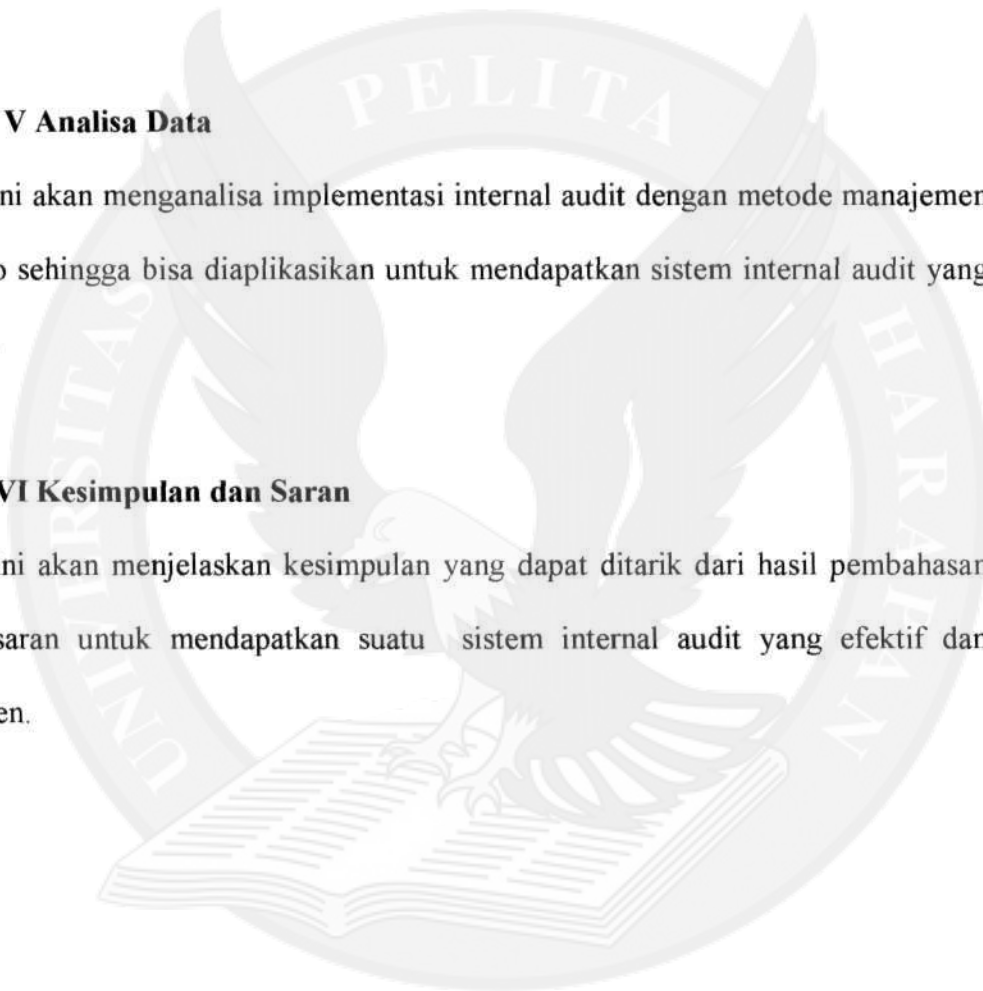 PELITA
V Analisa Data
ni akan menganalisa implementasi internal audit dengan metode manajemen
o sehingga bisa diaplikasikan untuk mendapatkan sistem internal audit yang
UNIVERSITAS
HARAPAN
VI Kesimpulan dan Saran
ni akan menjelaskan kesimpulan yang dapat ditarik dari hasil pembahasan
saran untuk mendapatkan suatu sistem internal audit yang efektif dan
en.